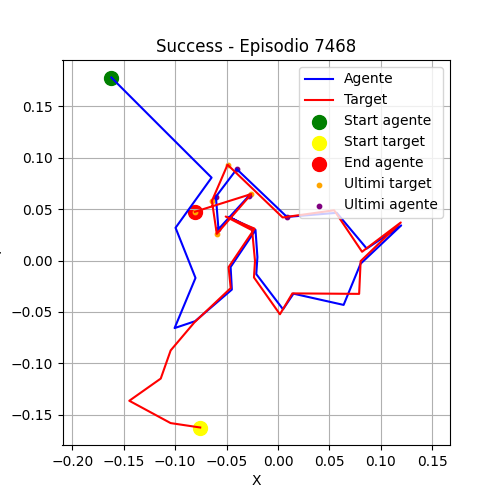 Success - Episodio 7468
Agente
Target
Start agente
Start target
End agente
Ultimi target
Ultimi agente
0.15
0.10
0.05
0.00
−0.05
−0.10
−0.15
−0.20 −0.15 −0.10 −0.05 0.00 0.05 0.10 0.15
X